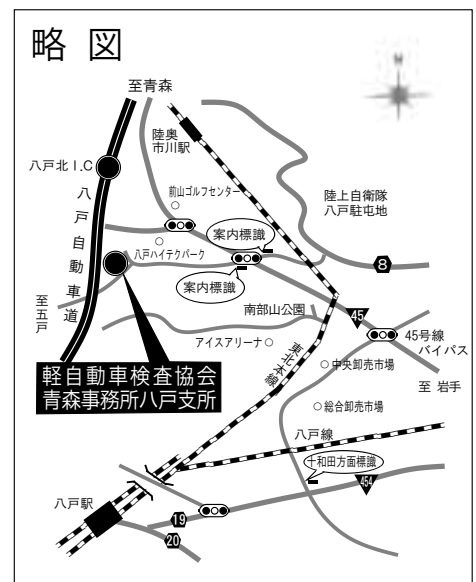 略図
至青森
N
陸奥
市川駅
八戸北I.C
八戸自動車道
前山ゴルフセンター
陸上自衛隊
八戸駐屯地
案内標識
八戸ハイテクパーク
8
案内標識
至五戸
南部山公園
45
45号線
バイパス
アイスアリーナ
東北本線
中央卸売市場
至 岩手
軽自動車検査協会
青森事務所八戸支所
総合卸売市場
八戸線
十和田方面標識
454
八戸駅
19
20